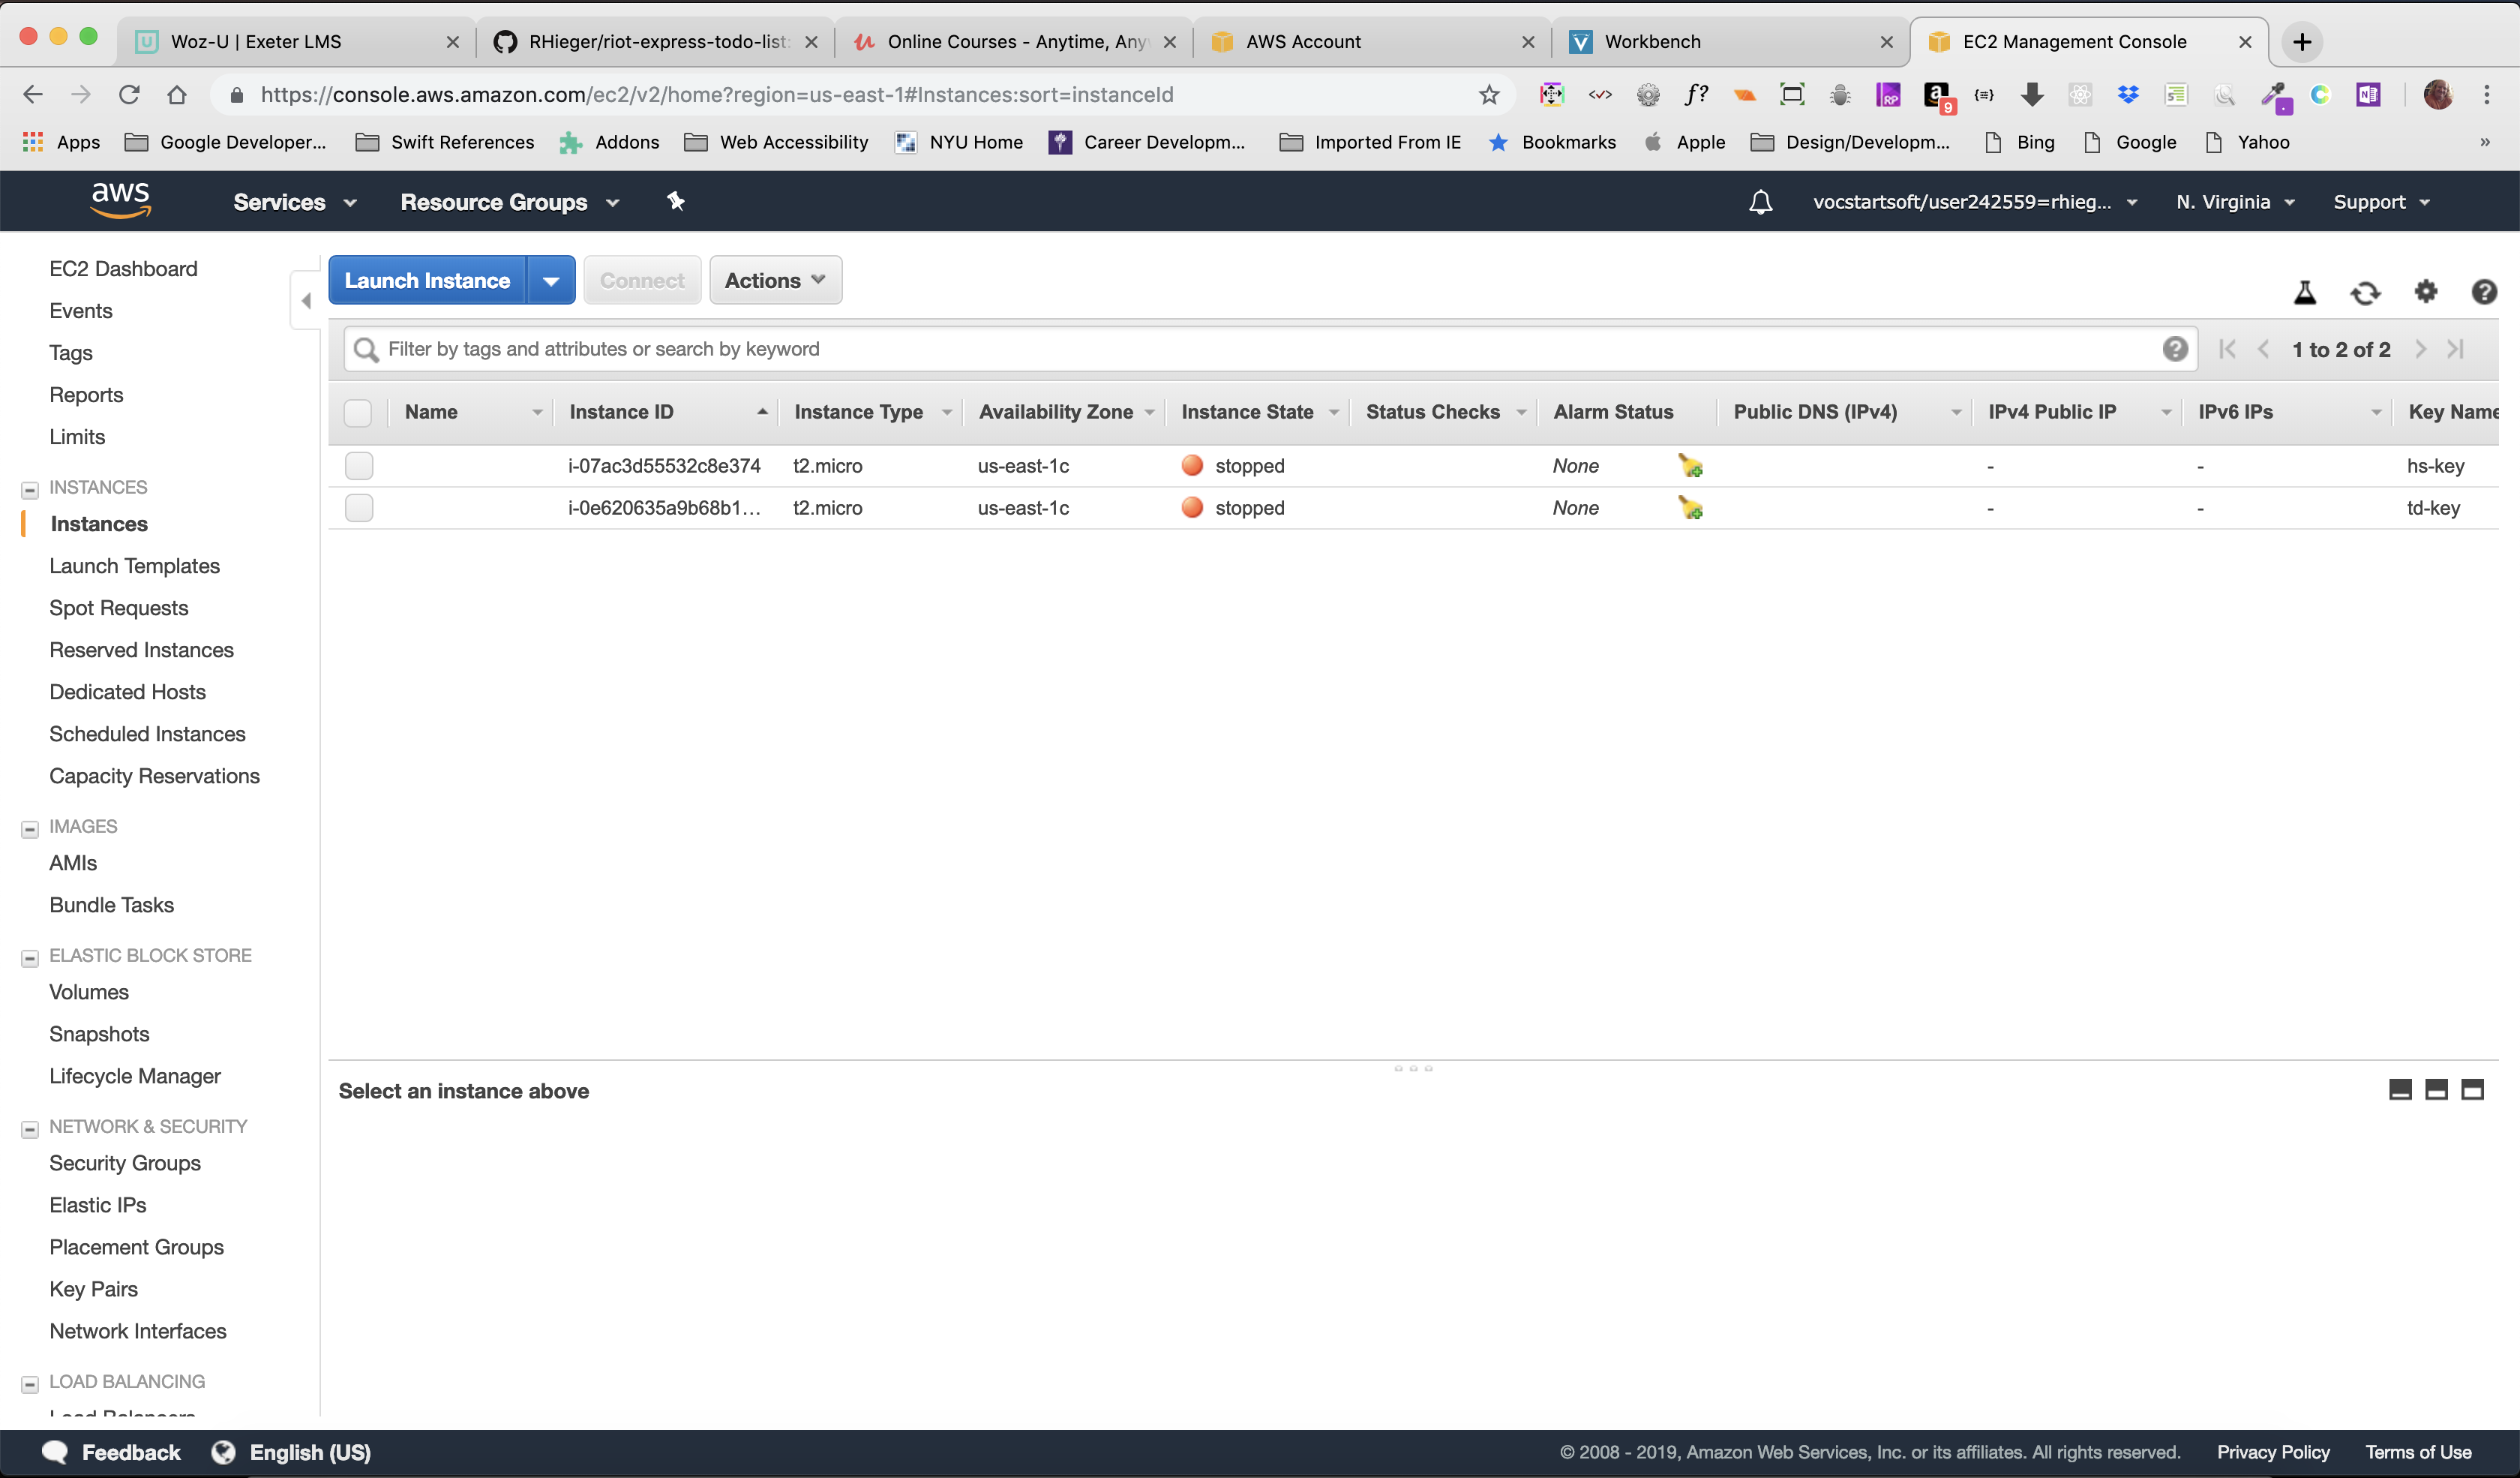 Woz-U | Exeter LMS
RHieger/riot-express-todo-list:
Online Courses - Anytime, Any
AWS Account
Workbench
EC2 Management Console
https://console.aws.amazon.com/ec2/v2/home?region=us-east-1#Instances:sort=instanceId
Apps
Google Developer...
Swift References
Addons
Web Accessibility
NYU Home
Career Developm...
Imported From IE
Bookmarks
Apple
Design/Developm...
Bing
Google
Yahoo
»
aws
Services
Resource Groups
vocstartsoft/user242559=rhieg...
N. Virginia
Support
EC2 Dashboard
Events
Tags
Reports
Limits
INSTANCES
Instances
Launch Templates
Spot Requests
Reserved Instances
Dedicated Hosts
Scheduled Instances
Capacity Reservations
IMAGES
AMIs
Bundle Tasks
ELASTIC BLOCK STORE
Volumes
Snapshots
Lifecycle Manager
NETWORK & SECURITY
Security Groups
Elastic IPs
Placement Groups
Key Pairs
Network Interfaces
LOAD BALANCING
Load Balancers
Launch Instance
Connect
Actions
Filter by tags and attributes or search by keyword
1 to 2 of 2
Name Instance ID Instance Type Availability Zone Instance State Status Checks Alarm Status Public DNS (IPv4) IPv4 Public IP IPv6 IPs Key Name
i-07ac3d55532c8e374 t2.micro us-east-1c stopped None - - hs-key
i-0e620635a9b68b1... t2.micro us-east-1c stopped None - - td-key
Select an instance above
Feedback
English (US)
© 2008 - 2019, Amazon Web Services, Inc. or its affiliates. All rights reserved.
Privacy Policy
Terms of Use